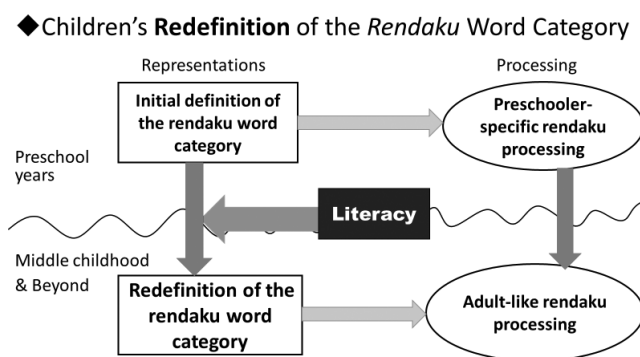 ◆Children's Redefinition of the Rendaku Word Category
Representations
Processing
Initial definition of
the rendaku word
category
Preschooler-
specific rendaku
processing
Preschool
years
Literacy
Middle childhood
& Beyond
Redefinition of the
rendaku word
category
Adult-like rendaku
processing